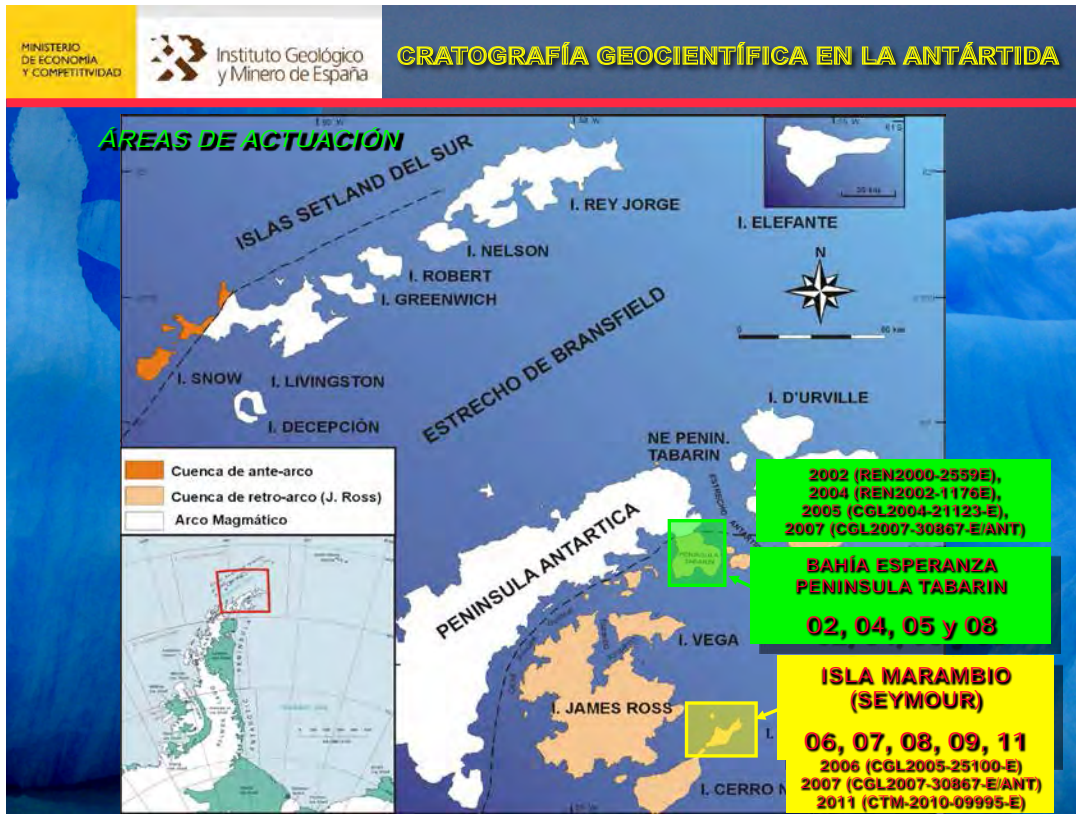 MINISTERIO
DE ECONOMÍA
Y COMPETITIVIDAD
Instituto Geológico
y Minero de España
CRATOGRAFÍA GEOCIENTÍFICA EN LA ANTÁRTIDA
ÁREAS DE ACTUACIÓN
ISLAS SETLAND DEL SUR
I. REY JORGE
I. NELSON
I. ROBERT
I. GREENWICH
I. SNOW
I. LIVINGSTON
I. DECEPCIÓN
I. ELEFANTE
N
ESTRECHO DE BRANSFIELD
I. D'URVILLE
NE PENIN.
TABARIN
Cuenca de ante-arco
Cuenca de retro-arco (J. Ross)
Arco Magmático
PENINSULA ANTARTICA
PENINSULA
TABARIN
ESTRECHO
I. VEGA
I. JAMES ROSS
I.
I. CERRO N
2002 (REN2000-2559E),
2004 (REN2002-1176E),
2005 (CGL2004-21123-E),
2007 (CGL2007-30867-E/ANT)
BAHÍA ESPERANZA
PENINSULA TABARIN
02, 04, 05 y 08
ISLA MARAMBIO
(SEYMOUR)
06, 07, 08, 09, 11
2006 (CGL2005-25100-E)
2007 (CGL2007-30867-E/ANT)
2011 (CTM-2010-09995-E)